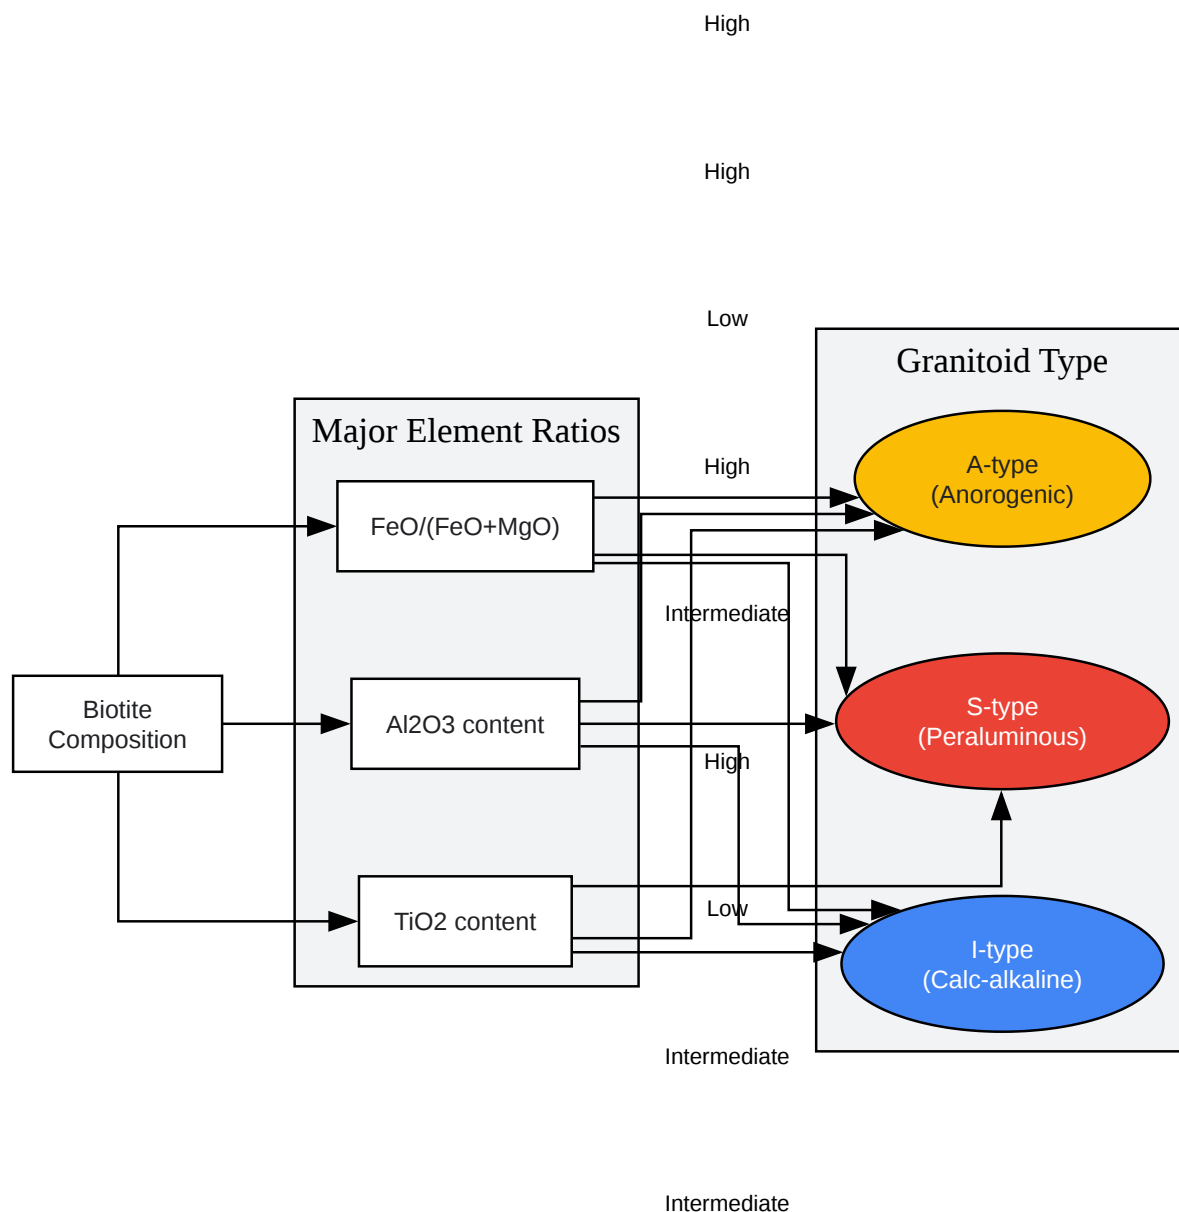 High
High
Low
Granitoid Type
Major Element Ratios
High
A-type
(Anorogenic)
FeO/(FeO+MgO)
Intermediate
Biotite
Composition
Al2O3 content
S-type
(Peraluminous)
High
TiO2 content
Low
I-type
(Calc-alkaline)
Intermediate
Intermediate